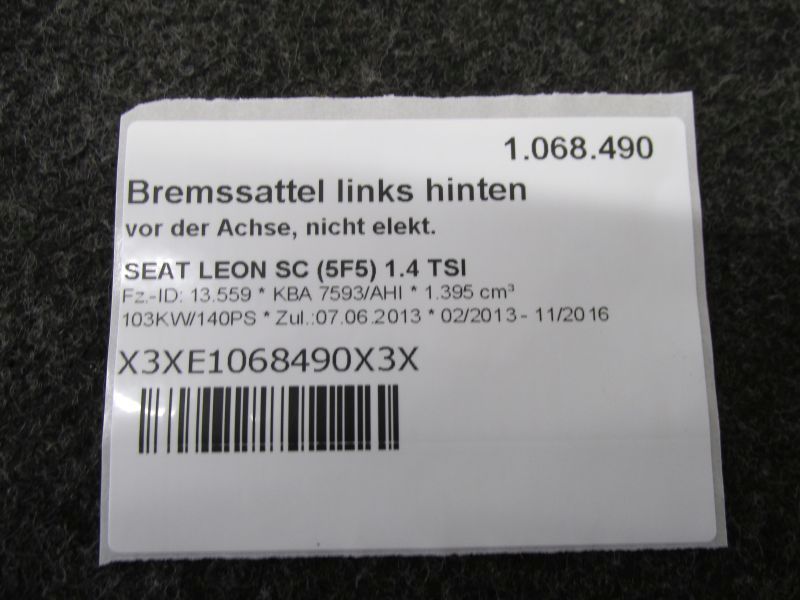 1.068.490
Bremssattel links hinten
vor der Achse, nicht elekt.
SEAT LEON SC (5F5) 1.4 TSI
Fz.-ID: 13.559 * KBA 7593/AHI * 1.395 cm³
103KW/140PS * Zul.:07.06.2013 * 02/2013- 11/2016
X3XE1068490X3X